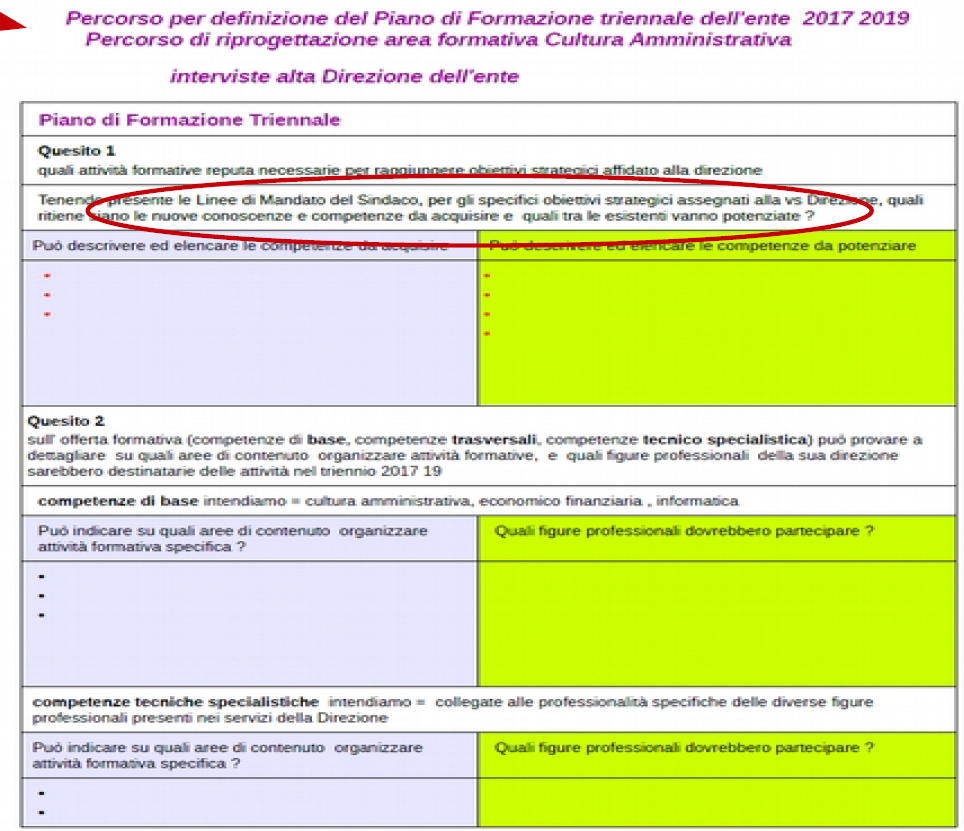 Percorso per definizione del Piano di Formazione triennale dell'ente 2017 2019
Percorso di riprogettazione area formativa Cultura Amministrativa
interviste alta Direzione dell'ente
Piano di Formazione Triennale
Quesito 1
quali attività formative reputa necessarie per raggiungere obiettivi strategici affidato alla direzione
Tenendo presente le Linee di Mandato del Sindaco, per gli specifici obiettivi strategici assegnati alla vs Direzione, quali
ritiene siano le nuove conoscenze e competenze da acquisire e quali tra le esistenti vanno potenziate ?
Può descrivere ed elencare le competenze da acquisire
Può descrivere ed elencare le competenze da potenziare
Quesito 2
sull' offerta formativa (competenze di base, competenze trasversali, competenze tecnico specialistica) può provare a
dettagliare su quali aree di contenuto organizzare attività formative, e quali figure professionali della sua direzione
sarebbero destinatarie delle attività nel triennio 2017 19
competenze di base intendiamo = cultura amministrativa, economico finanziaria , informatica
Può indicare su quali aree di contenuto organizzare
attività formativa specifica ?
Quali figure professionali dovrebbero partecipare ?
competenze tecniche specialistiche intendiamo = collegate alle professionalità specifiche delle diverse figure
professionali presenti nei servizi della Direzione
Può indicare su quali aree di contenuto organizzare
attività formativa specifica ?
Quali figure professionali dovrebbero partecipare ?